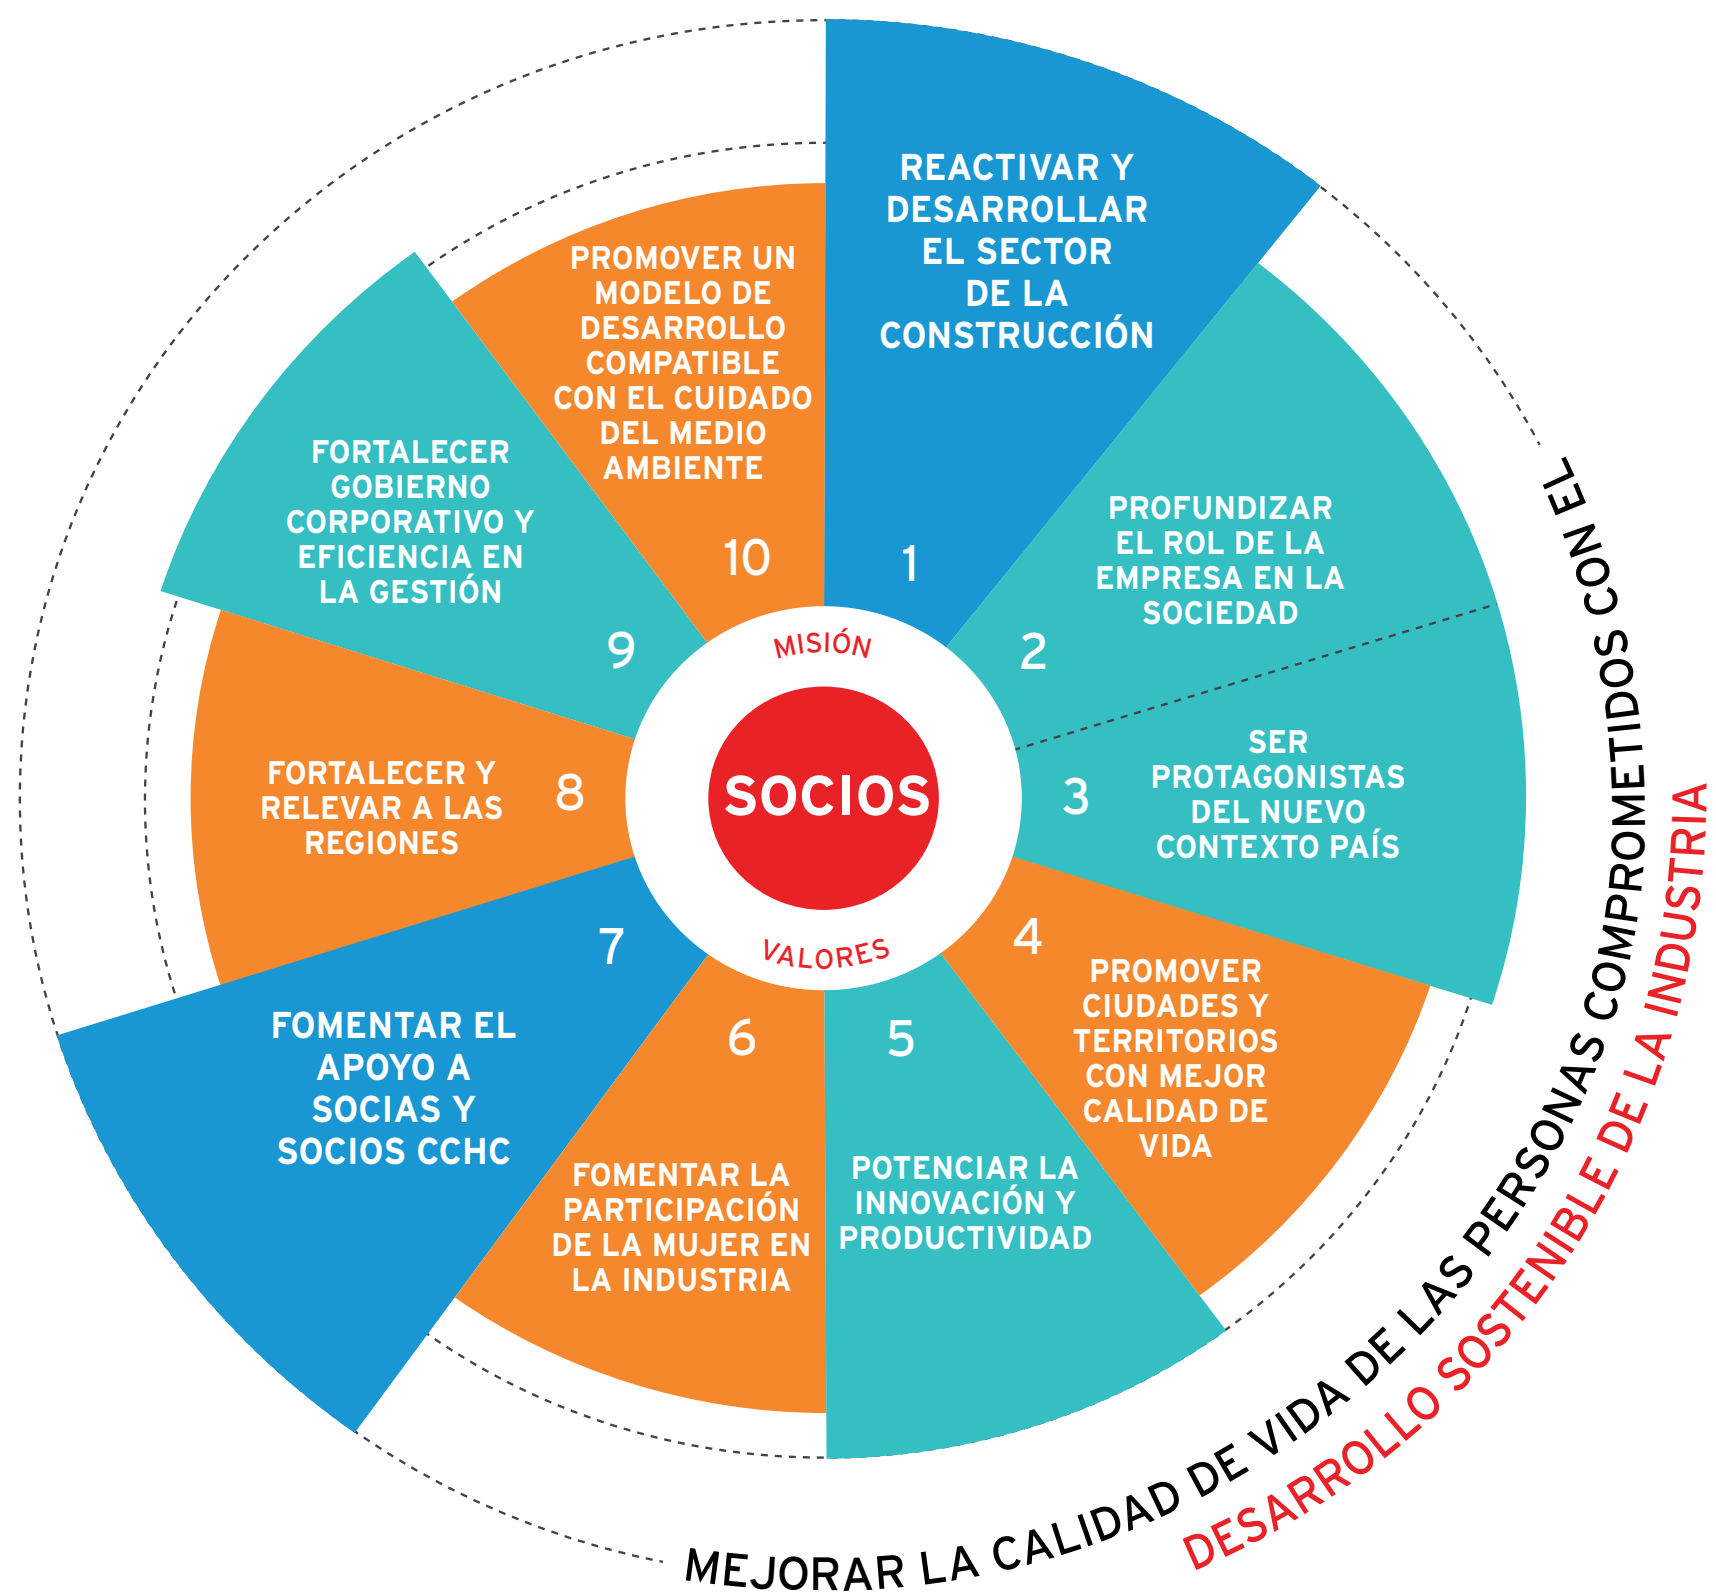 REACTIVAR Y
DESARROLLAR
EL SECTOR
DE LA
CONSTRUCCIÓN
1
PROFUNDIZAR
EL ROL DE LA
EMPRESA EN LA
SOCIEDAD
2
SER
PROTAGONISTAS
DEL NUEVO
CONTEXTO PAÍS
3
4
PROMOVER
CIUDADES Y
TERRITORIOS
CON MEJOR
CALIDAD DE
VIDA
5
POTENCIAR LA
INNOVACIÓN Y
PRODUCTIVIDAD
6
FOMENTAR LA
PARTICIPACIÓN
DE LA MUJER EN
LA INDUSTRIA
7
FOMENTAR EL
APOYO A
SOCIAS Y
SOCIOS CCHC
8
FORTALECER Y
RELEVAR A LAS
REGIONES
FORTALECER
GOBIERNO
CORPORATIVO Y
EFICIENCIA EN
LA GESTIÓN
9
PROMOVER UN
MODELO DE
DESARROLLO
COMPATIBLE
CON EL CUIDADO
DEL MEDIO
AMBIENTE
10
MISIÓN
SOCIOS
VALORES
MEJORAR LA CALIDAD DE VIDA DE LAS PERSONAS COMPROMETIDOS CON EL
DESARROLLO SOSTENIBLE DE LA INDUSTRIA